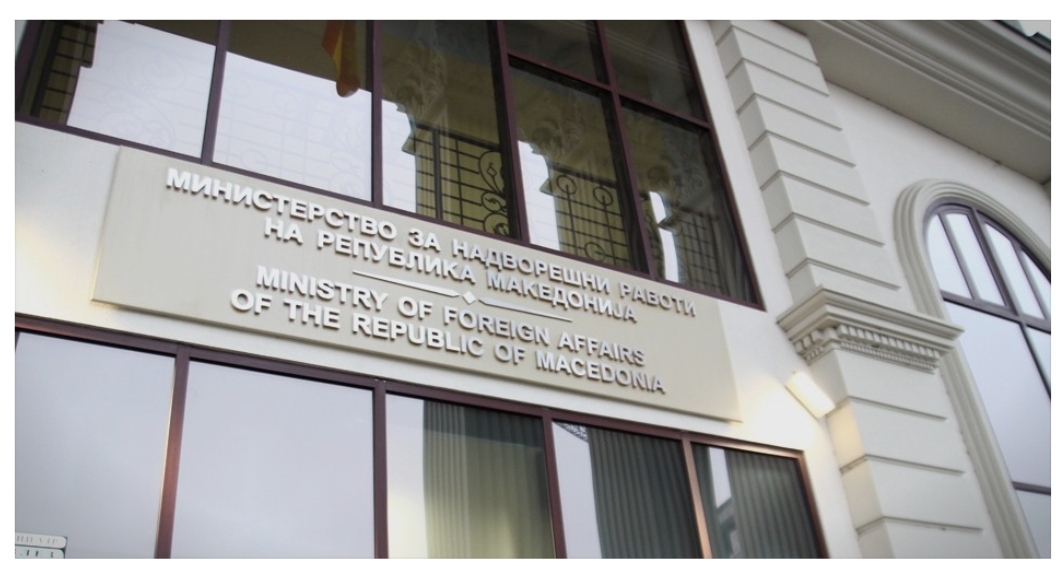 МИНИСТЕРСТВО ЗА НАДВОРЕШНИ РАБОТИ
НА РЕПУБЛИКА МАКЕДОНИЈА
MINISTRY OF FOREIGN AFFAIRS
OF THE REPUBLIC OF MACEDONIA